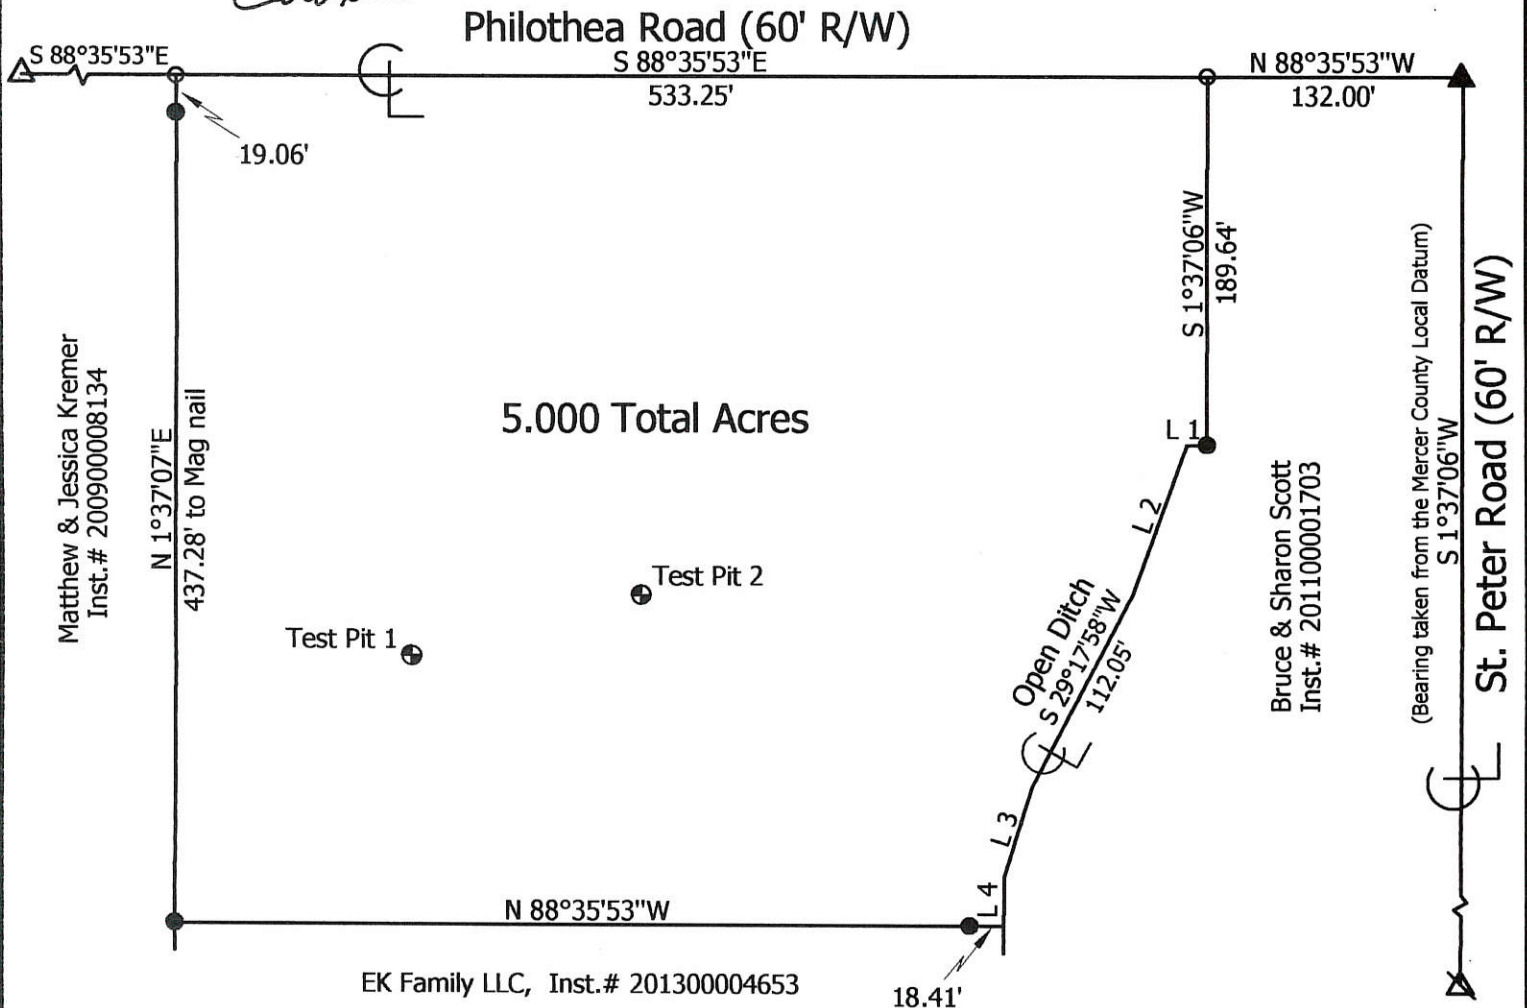 Philothea Road (60' R/W)
S 88°35'53"E
S 88°35'53"E
N 88°35'53"W
533.25'
132.00'
19.06'
S 1°37'06"W
189.64'
Matthew & Jessica Kremer
Inst.# 200900008134
N 1°37'07"E
437.28' to Mag nail
5.000 Total Acres
L 1
L 2
Test Pit 2
Test Pit 1
Open Ditch
S 29°17'58"W
112.05'
Bruce & Sharon Scott
Inst.# 201100001703
(Bearing taken from the Mercer County Local Datum)
S 1°37'06"W
St. Peter Road (60' R/W)
L 3
L 4
N 88°35'53"W
EK Family LLC, Inst.# 201300004653
18.41'